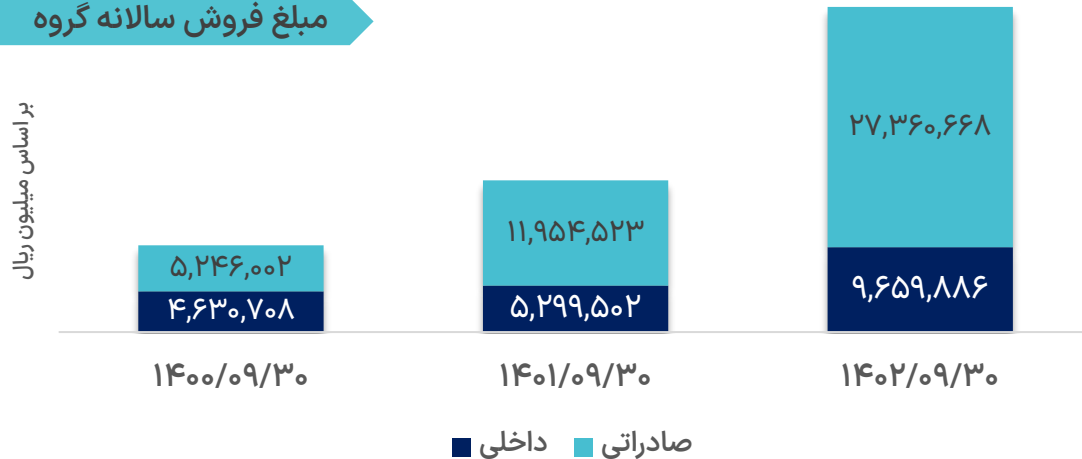 مبلغ فروش سالانه گروه
بر اساس میلیون ریال
۲۷,۳۶۰,۶۶۸
۱۱,۹۵۴,۵۲۳
۵,۲۴۶,۰۰۲
۹,۶۵۹,۸۸۶
۵,۲۹۹,۵۰۲
۴,۶۳۰,۷۰۸
۱۴۰۰/۰۹/۳۰ ۱۴۰۱/۰۹/۳۰ ۱۴۰۲/۰۹/۳۰
صادراتی داخلی